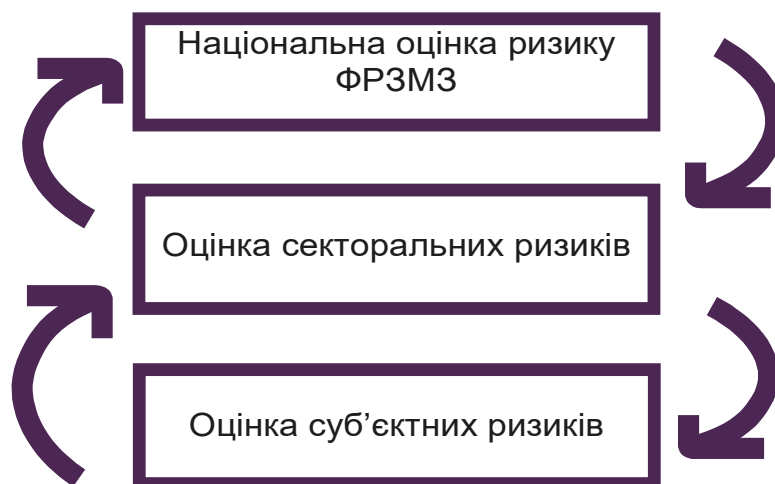 Національна оцінка ризику
ФРЗМЗ
Оцінка секторальних ризиків
Оцінка суб’єктних ризиків